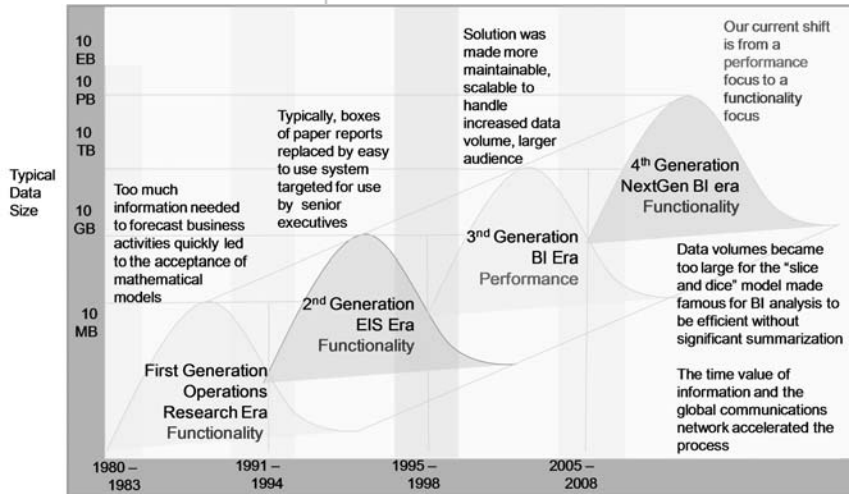 10
EB
10
PB
10
TB
10
GB
10
MB
Typical
Data
Size
Too much
information needed
to forecast business
activities quickly led
to the acceptance of
mathematical
models
Typically, boxes
of paper reports
replaced by easy
to use system
targeted for use
by  senior
executives
Solution was
made more
maintainable,
scalable to
handle
increased data
volume, larger
audience
Our current shift
is from a
performance
focus to a
functionality
focus
First Generation
Operations
Research Era
Functionality
2nd Generation
EIS Era
Functionality
3nd Generation
BI Era
Performance
4th Generation
NextGen BI era
Functionality
Data volumes became
too large for the “slice
and dice” model made
famous for BI analysis to
be efficient without
significant summarization
The time value of
information and the
global communications
network accelerated the
process
1980 –
1983
1991 –
1994
1995 –
1998
2005 –
2008